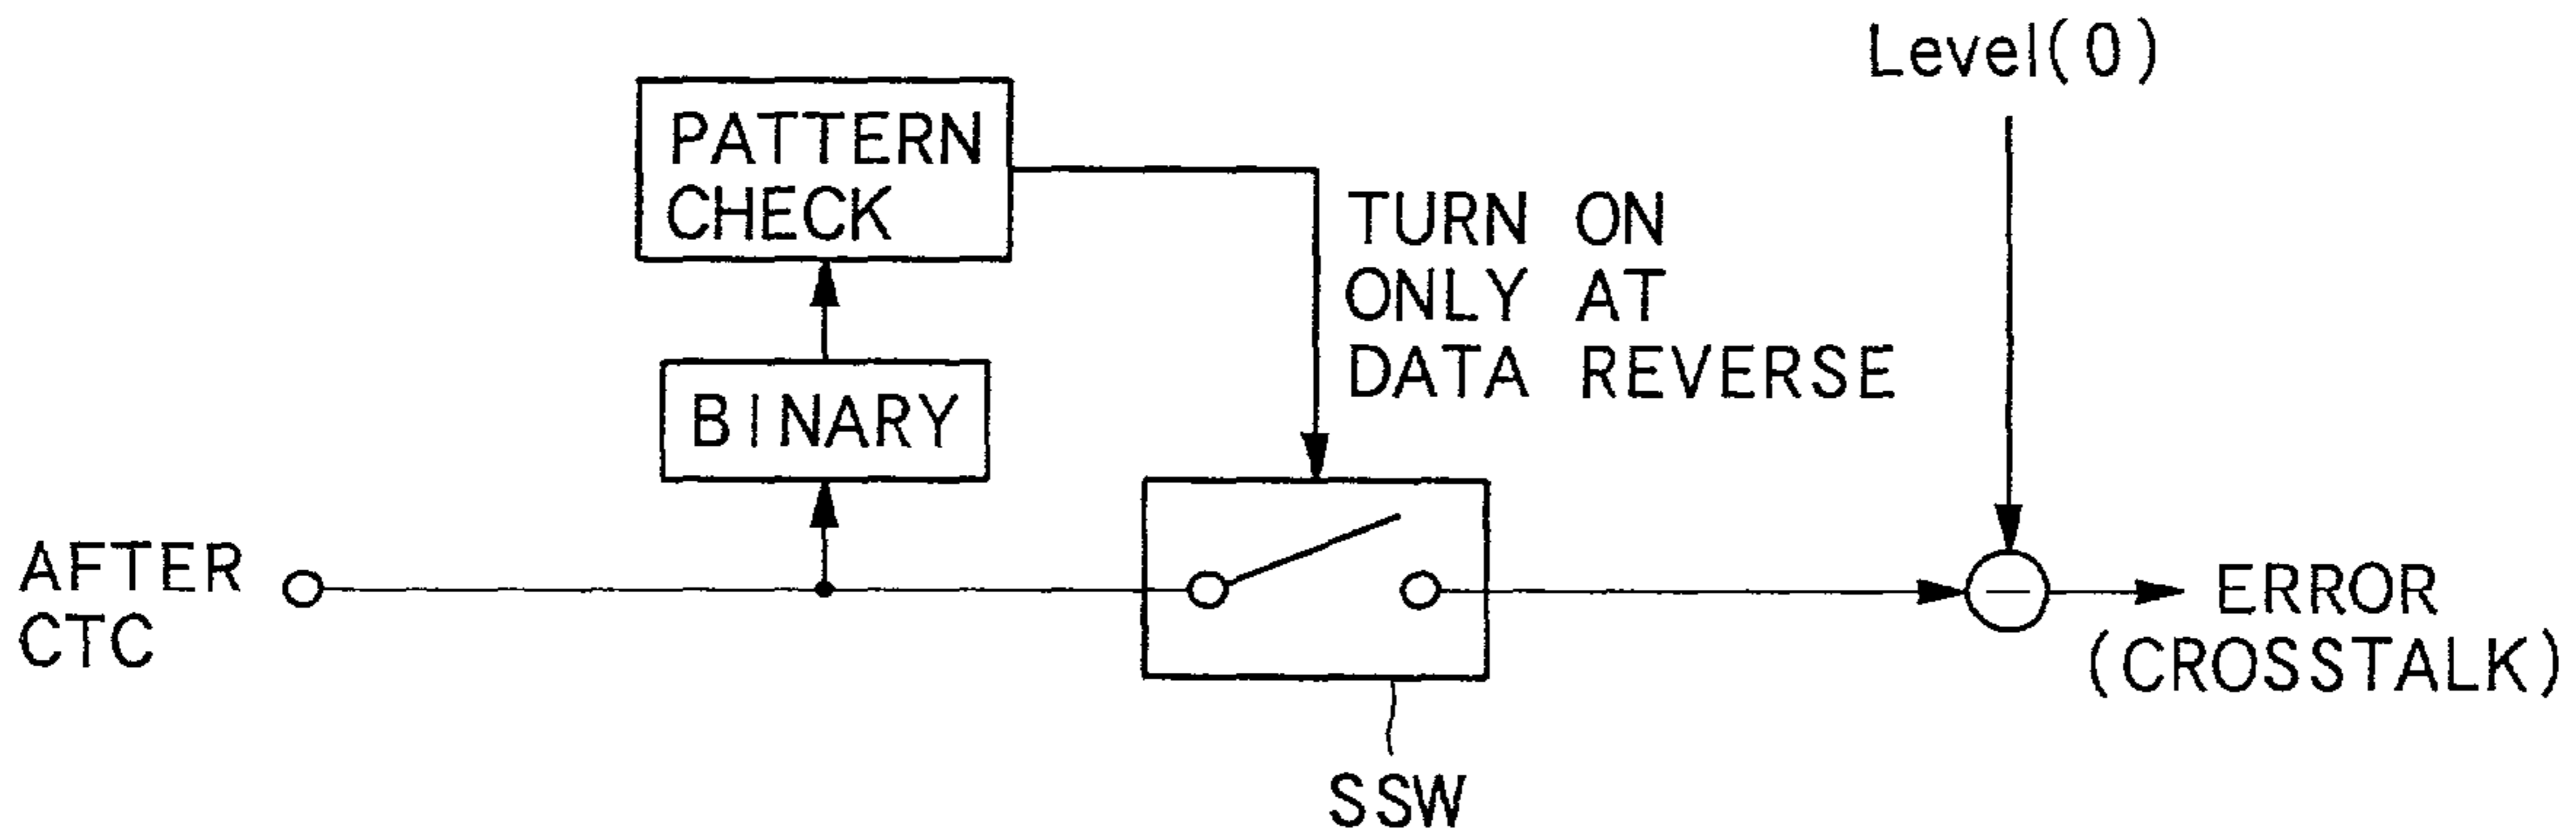 Level(0)
PATTERN
CHECK
TURN ON
ONLY AT
DATA REVERSE
BINARY
AFTER
CTC
ERROR
(CROSSTALK)
SSW